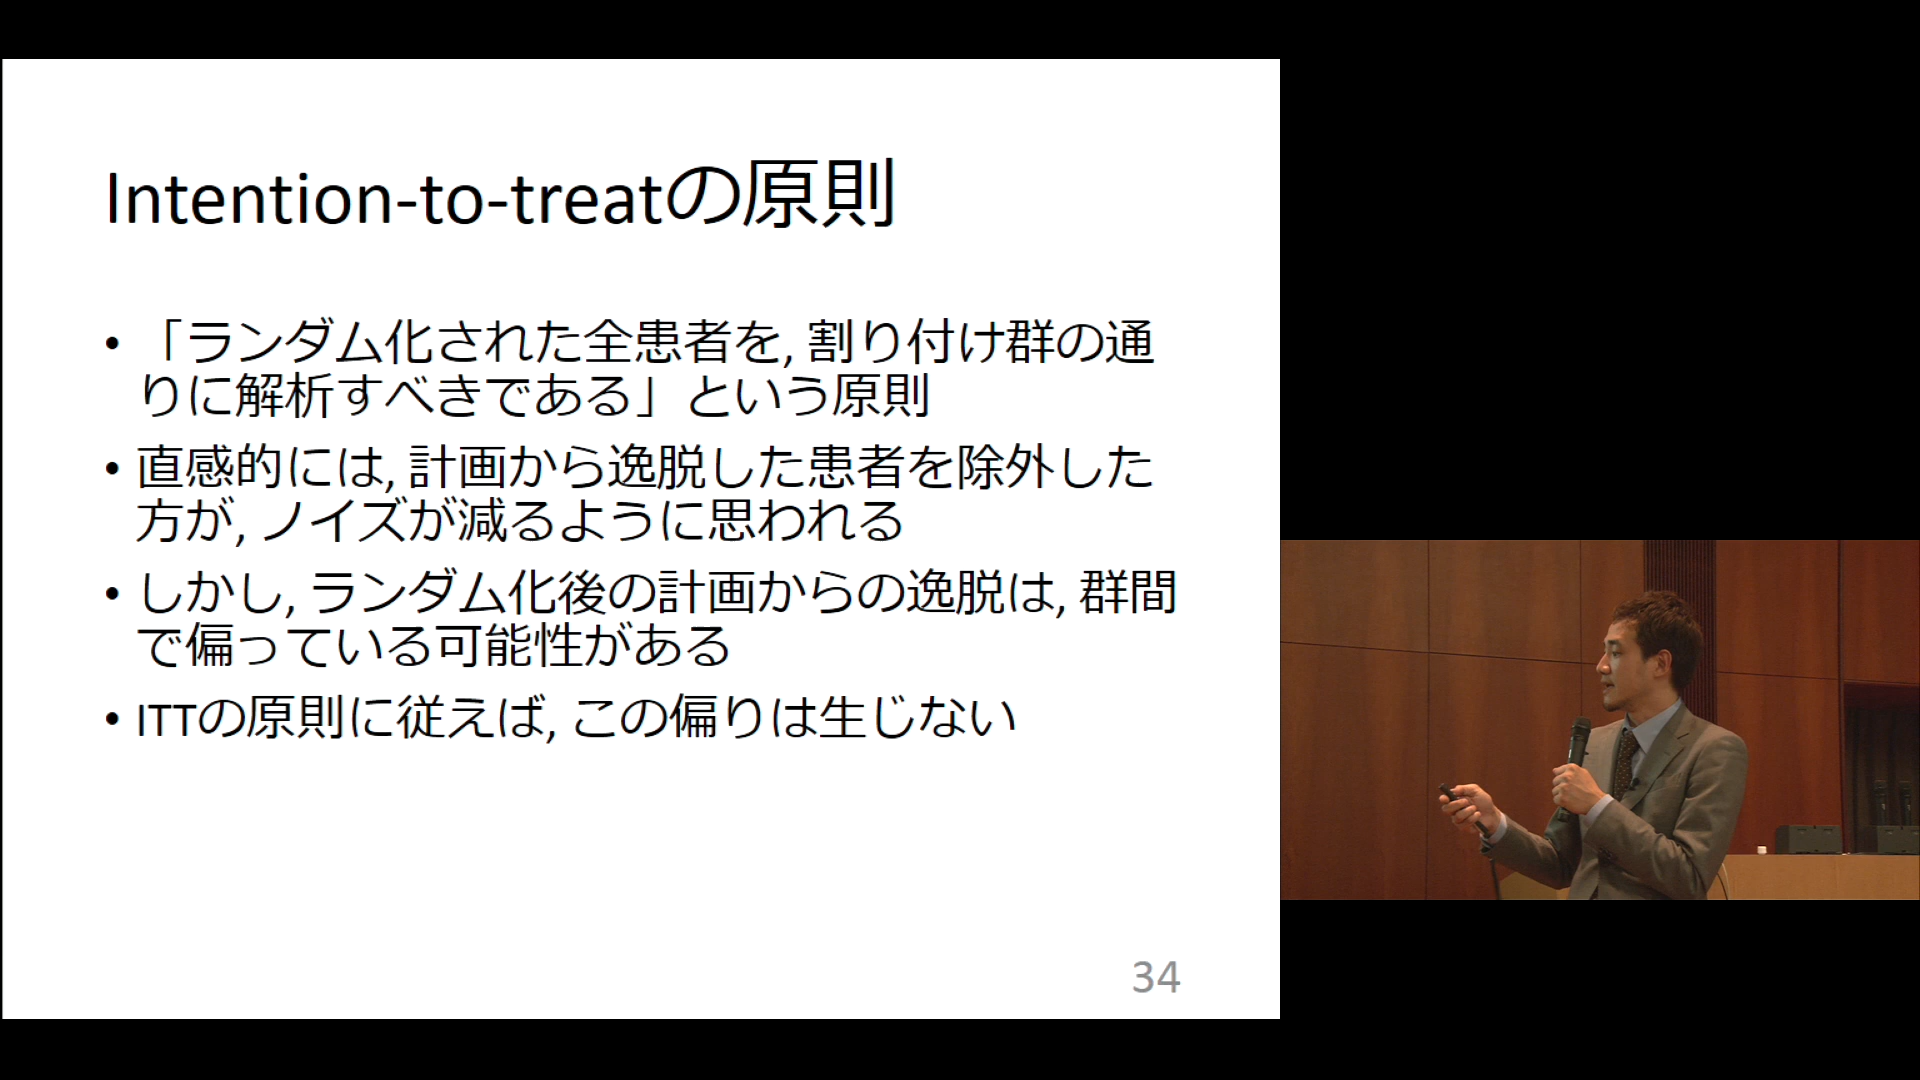 Intention-to-treatの原則
•「ランダム化された全患者を, 割り付け群の通
りに解析すべきである」という原則
• 直感的には, 計画から逸脱した患者を除外した
方が, ノイズが減るように思われる
• しかし, ランダム化後の計画からの逸脱は, 群間
で偏っている可能性がある
• ITTの原則に従えば, この偏りは生じない
34